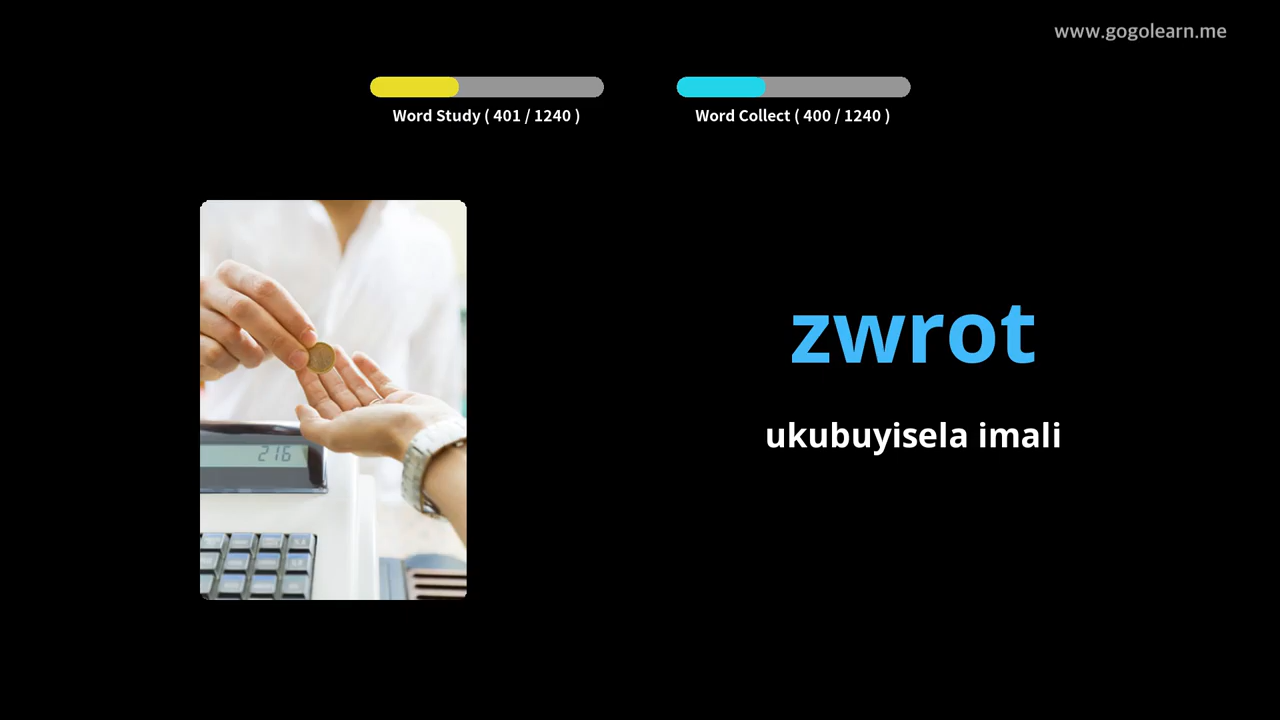 www.gogolearn.me
Word Study ( 401 / 1240 )
Word Collect ( 400 / 1240 )
zwrot
ukubuyisela imali
216